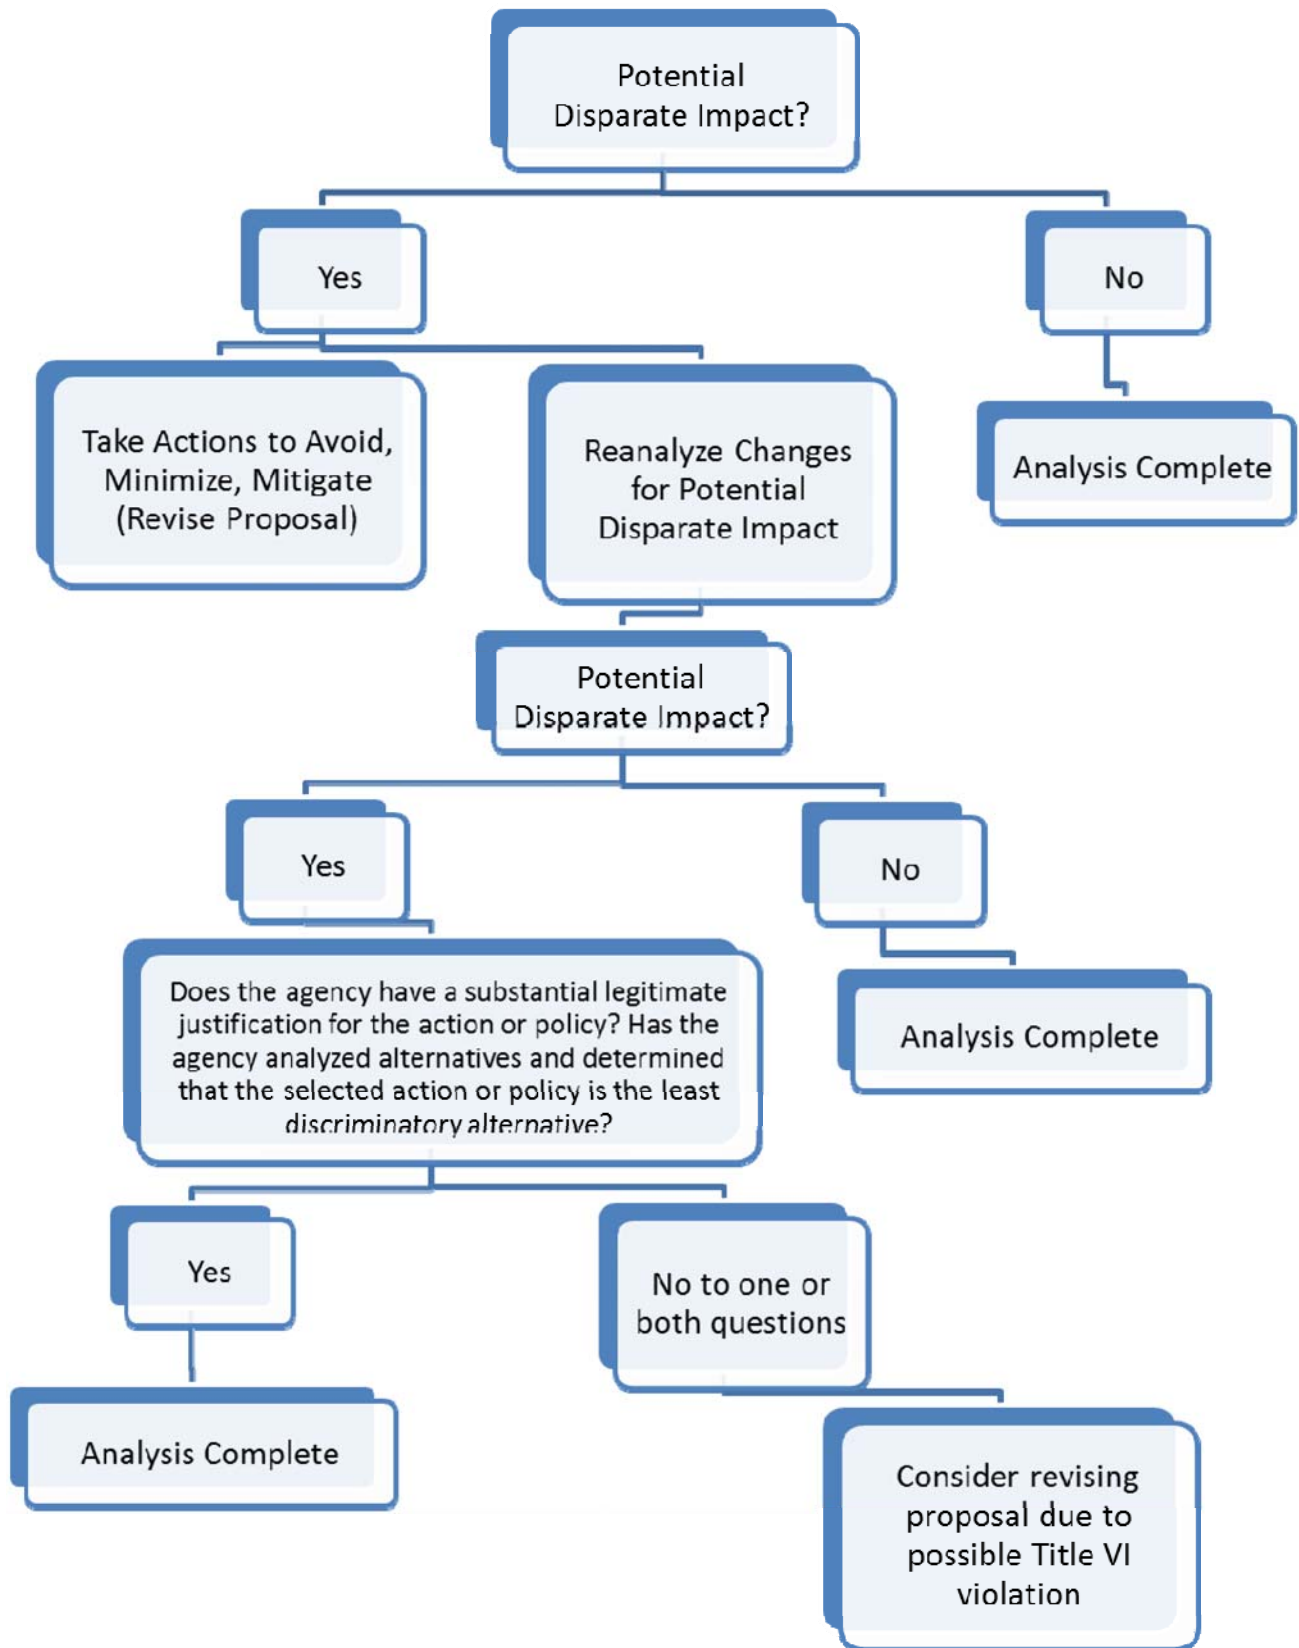 Potential
Disparate Impact?
Yes
No
Take Actions to Avoid,
Minimize, Mitigate
(Revise Proposal)
Reanalyze Changes
for Potential
Disparate Impact
Analysis Complete
Potential
Disparate Impact?
Yes
No
Does the agency have a substantial legitimate
justification for the action or policy? Has the
agency analyzed alternatives and determined
that the selected action or policy is the least
discriminatory alternative?
Analysis Complete
Yes
No to one or
both questions
Analysis Complete
Consider revising
proposal due to
possible Title VI
violation